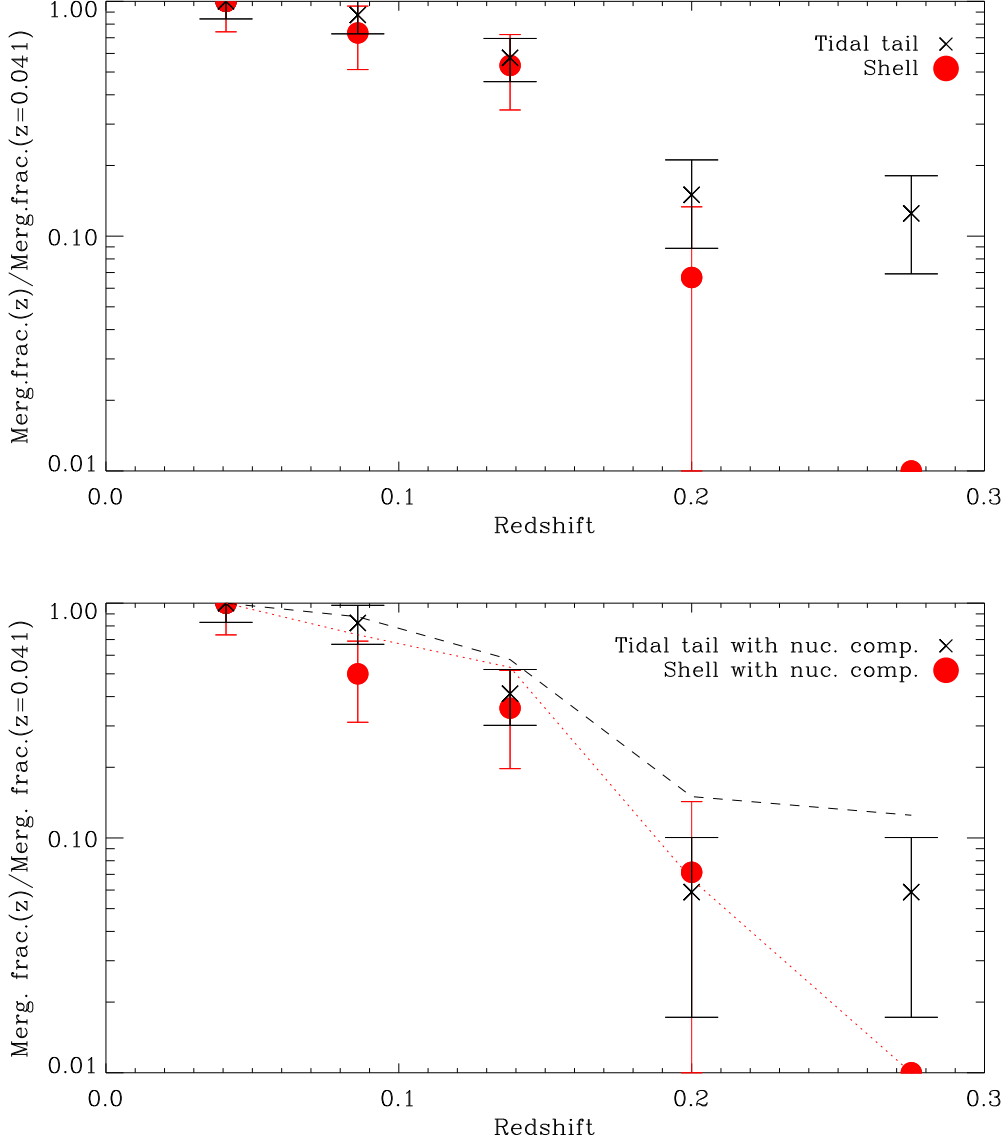 1.00
Tidal tail
Shell
0.10
0.01
Merg.frac.(z)/Merg.frac.(z=0.041)
0.0 0.1 0.2 0.3
Redshift
1.00
Tidal tail with nuc. comp.
Shell with nuc. comp.
0.10
0.01
Merg. frac.(z)/Merg. frac.(z=0.041)
0.0 0.1 0.2 0.3
Redshift